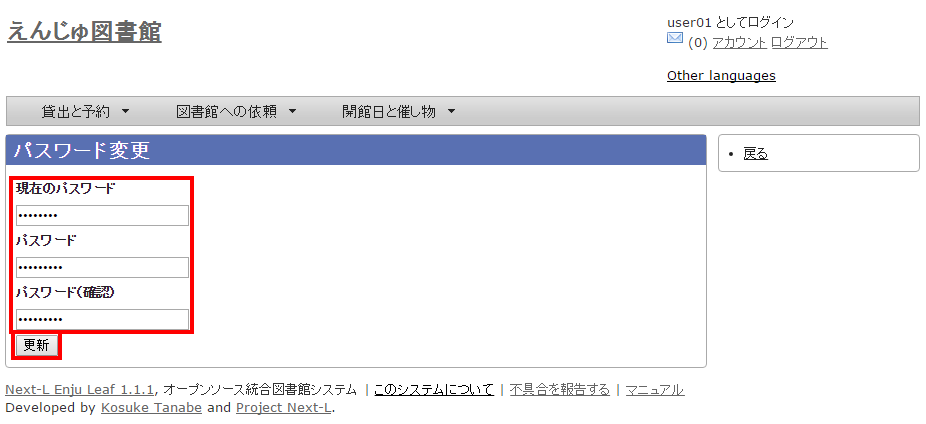 えんじゅ図書館
user01 としてログイン
(0) アカウント ログアウト
Other languages
貸出と予約 図書館への依頼 開館日と催し物
パスワード変更
戻る
現在のパスワード
••••••••
パスワード
•••••••••
パスワード(確認)
•••••••••
更新
Next-L Enju Leaf 1.1.1, オープンソース統合図書館システム | このシステムについて | 不具合を報告する | マニュアル
Developed by Kosuke Tanabe and Project Next-L.